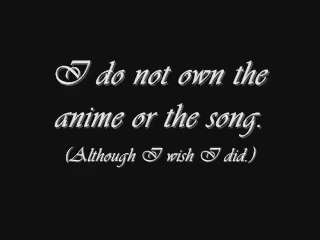 I do not own the
anime or the song.
(Although I wish I did.)